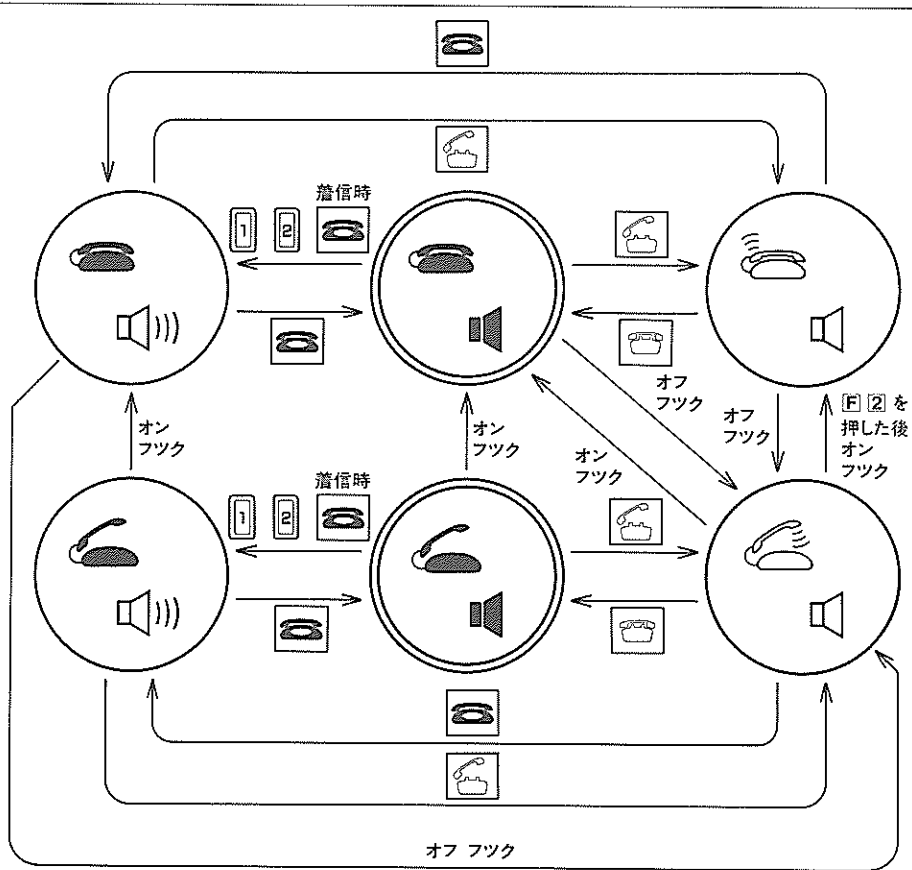 着信時
1 2
オフ
フツク
オフ
フツク
F 2 を
押した後
オン
フツク
オン
フツク
オン
フツク
オン
フツク
着信時
1 2
オフ フツク